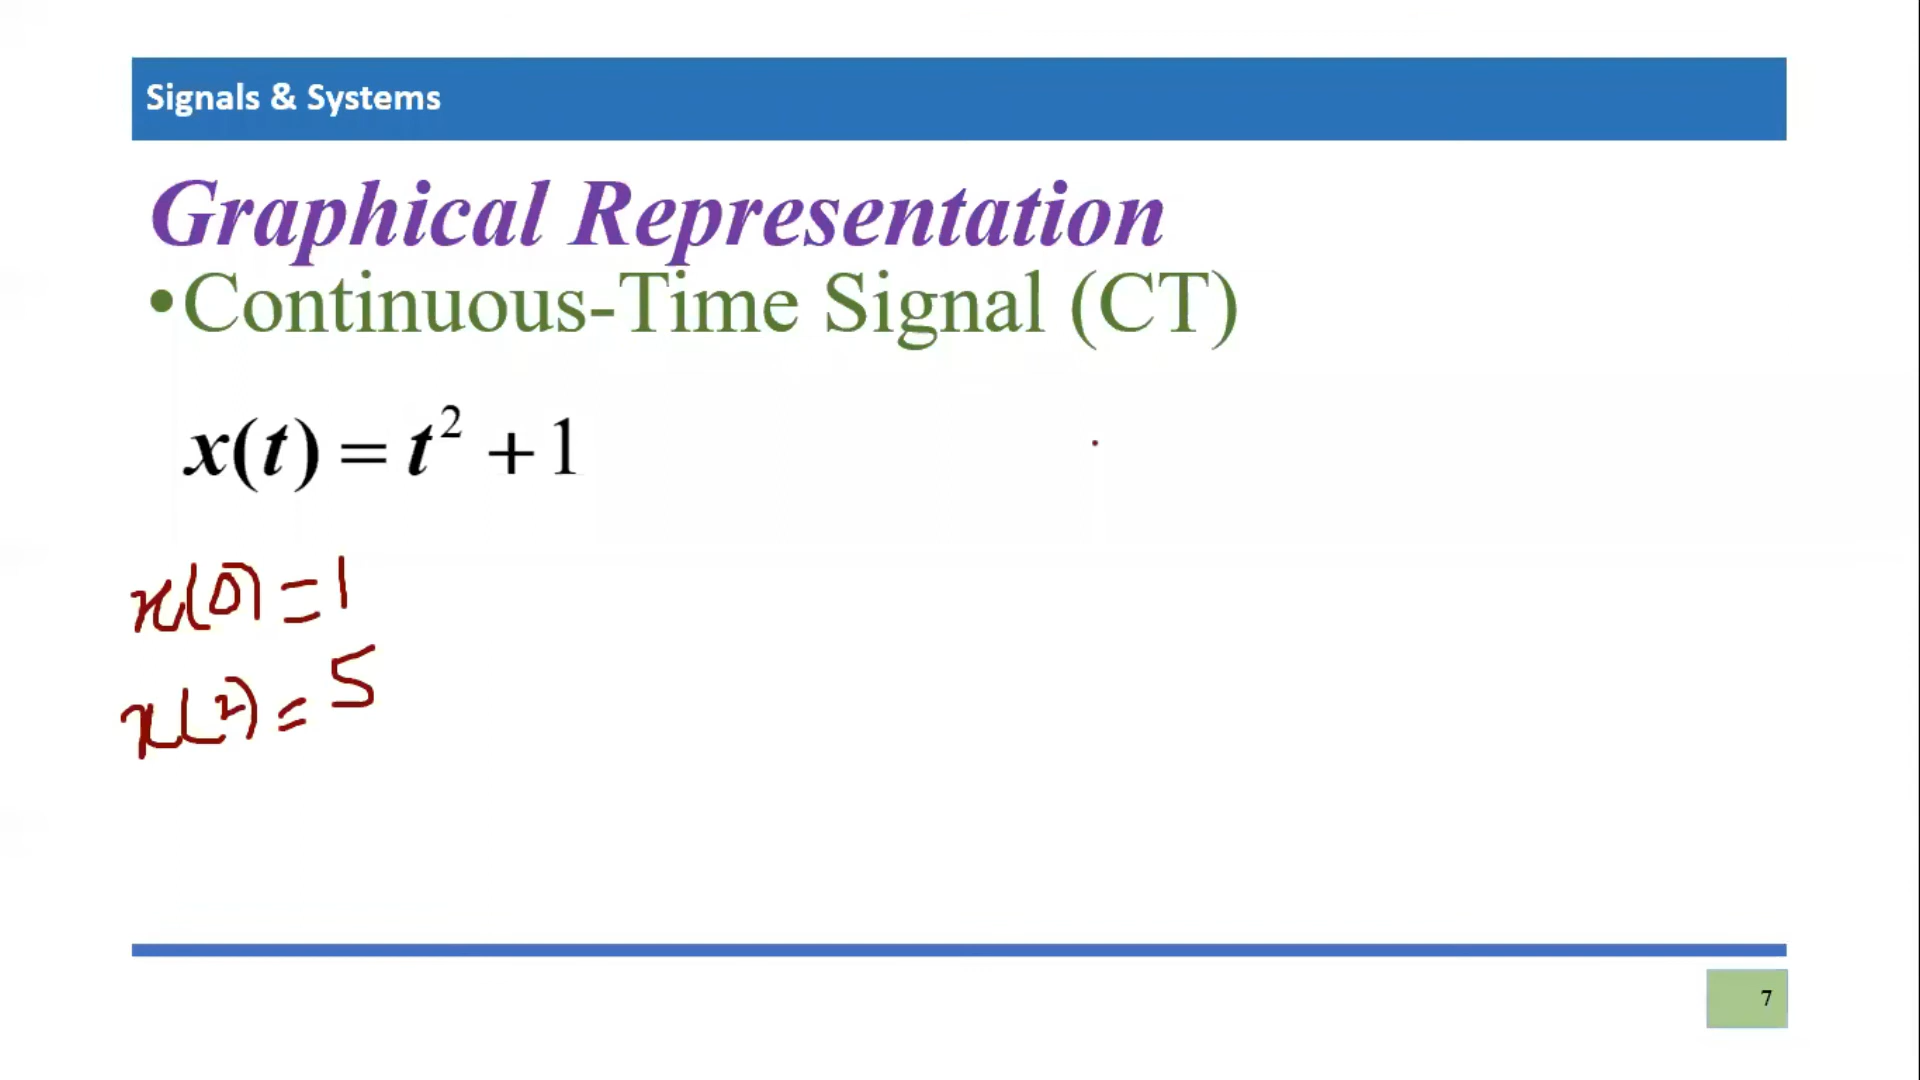 Signals & Systems
Graphical Representation
•Continuous-Time Signal (CT)
x(t) = t² + 1
x(0) = 1
x(2) = 5
7